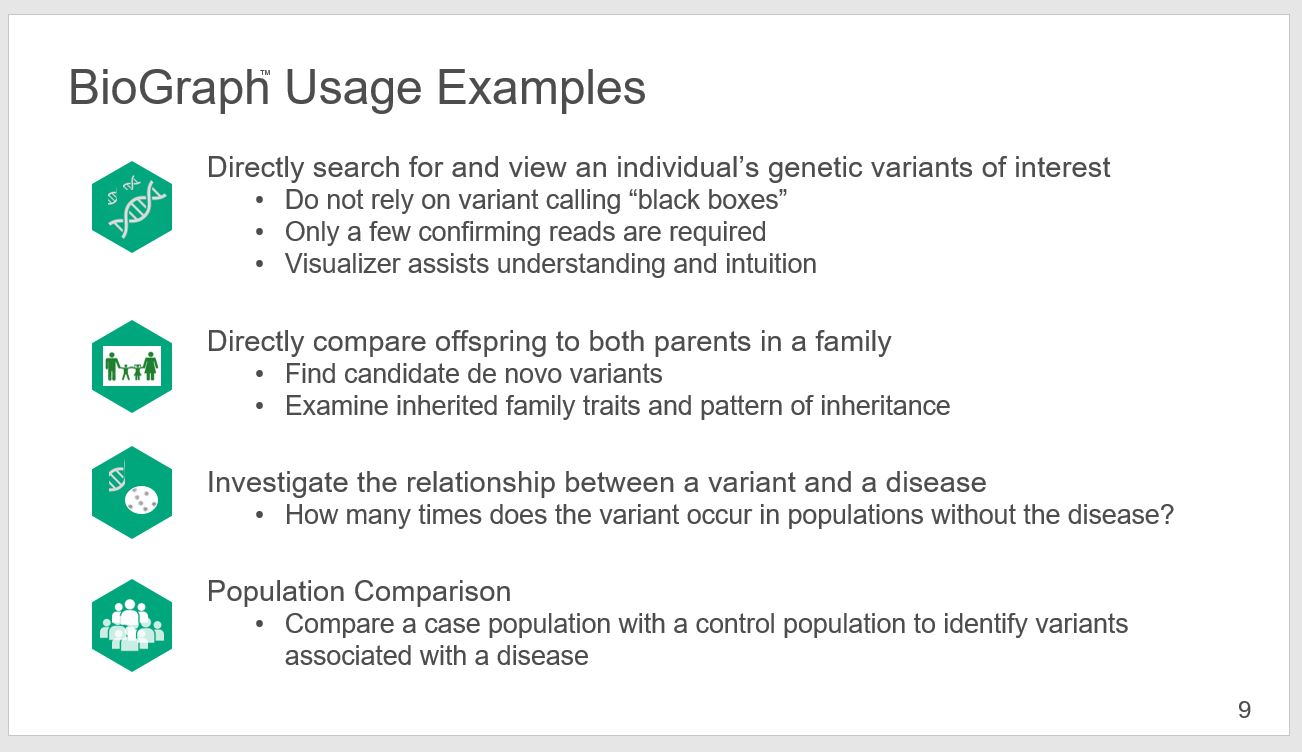 BioGraph™ Usage Examples
Directly search for and view an individual’s genetic variants of interest
• Do not rely on variant calling “black boxes”
• Only a few confirming reads are required
• Visualizer assists understanding and intuition
Directly compare offspring to both parents in a family
• Find candidate de novo variants
• Examine inherited family traits and pattern of inheritance
Investigate the relationship between a variant and a disease
• How many times does the variant occur in populations without the disease?
Population Comparison
• Compare a case population with a control population to identify variants
associated with a disease
9